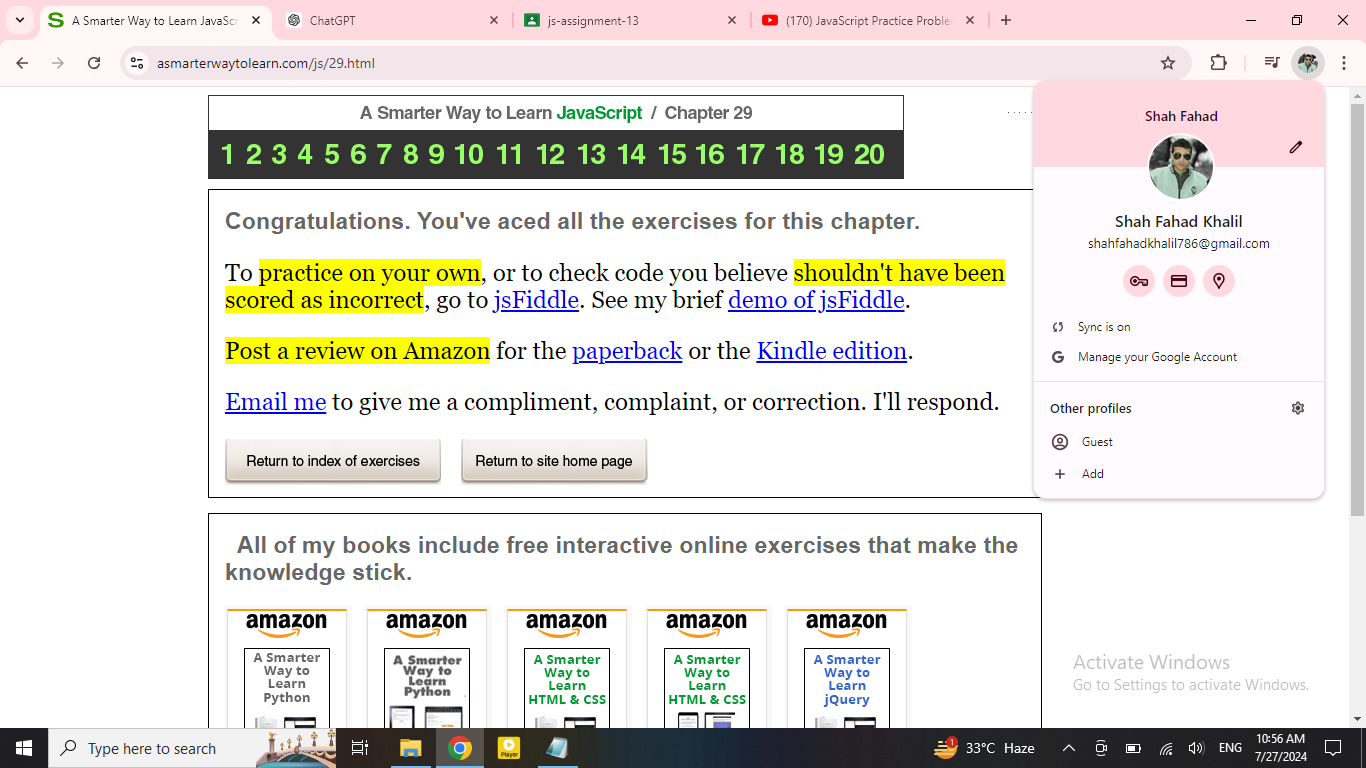 A Smarter Way to Learn JavaScr
ChatGPT
js-assignment-13
(170) JavaScript Practice Proble
asmarterwaytolearn.com/js/29.html
A Smarter Way to Learn JavaScript / Chapter 29
1 2 3 4 5 6 7 8 9 10 11 12 13 14 15 16 17 18 19 20
Congratulations. You've aced all the exercises for this chapter.
To practice on your own, or to check code you believe shouldn't have been
scored as incorrect, go to jsFiddle. See my brief demo of jsFiddle.
Post a review on Amazon for the paperback or the Kindle edition.
Email me to give me a compliment, complaint, or correction. I'll respond.
Return to index of exercises
Return to site home page
Shah Fahad
Shah Fahad Khalil
shahfahadkhalil786@gmail.com
Sync is on
Manage your Google Account
Other profiles
Guest
Add
All of my books include free interactive online exercises that make the
knowledge stick.
amazon
A Smarter
Way to
Learn
Python
amazon
A Smarter
Way to
Learn
Python
amazon
A Smarter
Way to
Learn
HTML & CSS
amazon
A Smarter
Way to
Learn
HTML & CSS
amazon
A Smarter
Way to
Learn
jQuery
Activate Windows
Go to Settings to activate Windows.
Type here to search
Player
1
33°C Haze
ENG
10:56 AM
7/27/2024